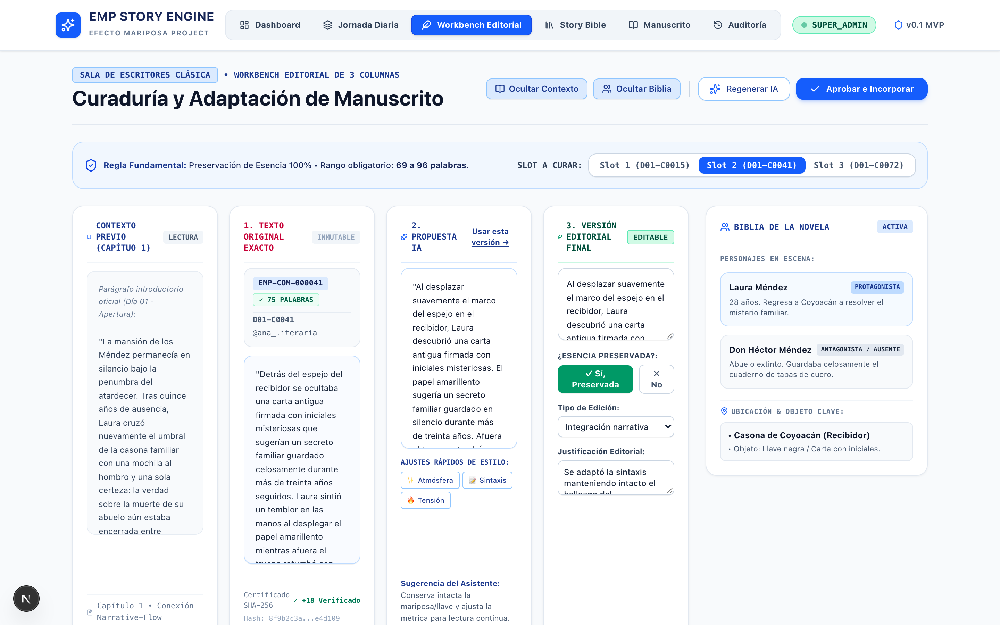 EMP STORY ENGINE
EFECTO MARIPOSA PROJECT
Dashboard
Jornada Diaria
Workbench Editorial
Story Bible
Manuscrito
Auditoría
SUPER_ADMIN
v0.1 MVP
SALA DE ESCRITORES CLÁSICA
• WORKBENCH EDITORIAL DE 3 COLUMNAS
Curaduría y Adaptación de Manuscrito
Ocultar Contexto
Ocultar Biblia
Regenerar IA
Aprobar e Incorporar
Regla Fundamental: Preservación de Esencia 100% • Rango obligatorio: 69 a 96 palabras.
SLOT A CURAR:
Slot 1 (D01-C0015)
Slot 2 (D01-C0041)
Slot 3 (D01-C0072)
CONTEXTO
PREVIO
(CAPÍTUO 1)
LECTURA
Parágrafo introductorio
oficial (Día 01 -
Apertura):
"La mansión de los
Méndez permanecía en
silencio bajo la
penumbra del
atardecer. Tras quince
años de ausencia,
Laura cruzó
nuevamente el umbral
de la casona familiar
con una mochila al
hombro y una sola
certeza: la verdad
sobre la muerte de su
abuelo aún estaba
encerrada entre
Capítulo 1 • Conexión
Narrative-Flow
1. TEXTO
ORIGINAL
EXACTO
INMUTABLE
EMP-COM-000041
✓ 75 PALABRAS
D01-C0041
@ana_literaria
"Detrás del espejo del
recibidor se ocultaba
una carta antigua
firmada con iniciales
misteriosas que
sugerían un secreto
familiar guardado
celosamente durante
más de treinta años
seguidos. Laura sintió
un temblor en las
manos al desplegar el
papel amarillento
mientras afuera el
trueno retumbó con
Certificado
SHA-256
✓ +18 Verificado
Hash: 8f9b2c3a...e4d109
2.
PROPUESTA
IA
Usar esta
versión →
"Al desplazar
suavemente el marco
del espejo en el
recibidor, Laura
descubrió una carta
antigua firmada con
iniciales misteriosas. El
papel amarillento
sugería un secreto
familiar guardado en
silencio durante más
de treinta años. Afuera
el trueno retumbó con
AJUSTES RÁPIDOS DE ESTILO:
✨ Atmósfera
📝 Sintaxis
🔥 Tensión
Sugerencia del Asistente:
Conserva intacta la
mariposa/llave y ajusta la
métrica para lectura continua.
3. VERSIÓN
EDITORIAL
FINAL
EDITABLE
Al desplazar suavemente
el marco del espejo en el
recibidor, Laura
descubrió una carta
antigua firmada con
¿ESENCIA PRESERVADA?:
✓ Sí,
Preservada
✕
No
Tipo de Edición:
Integración narrativa
Justificación Editorial:
Se adaptó la sintaxis
manteniendo intacto el
hallazgo del
BIBLIA DE LA NOVELA
ACTIVA
PERSONAJES EN ESCENA:
Laura Méndez
PROTAGONISTA
28 años. Regresa a Coyoacán a resolver el
misterio familiar.
Don Héctor Méndez
ANTAGONISTA / AUSENTE
Abuelo extinto. Guardaba celosamente el
cuaderno de tapas de cuero.
UBICACIÓN & OBJETO CLAVE:
• Casona de Coyoacán (Recibidor)
• Objeto: Llave negra / Carta con iniciales.
N